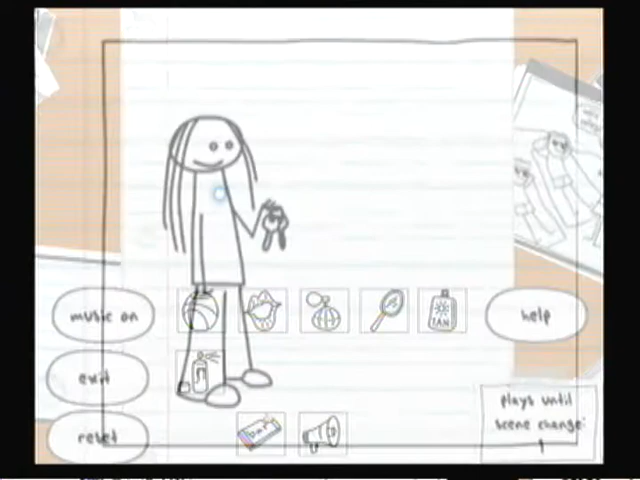 music on
help
exit
reset
plays until
scene change:
1
TAN